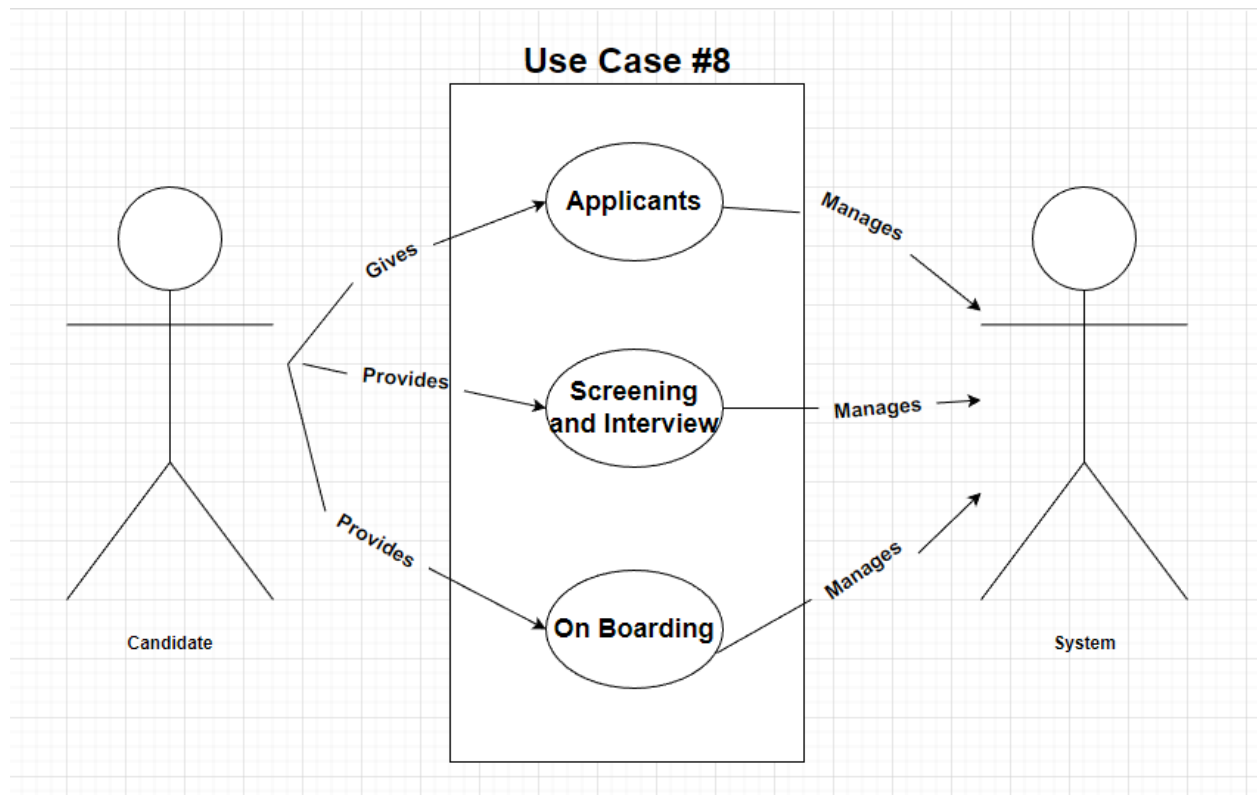 Use Case #8
Applicants
Manages
Gives
Provides
Screening
and Interview
Manages
Provides
On Boarding
Manages
Candidate
System